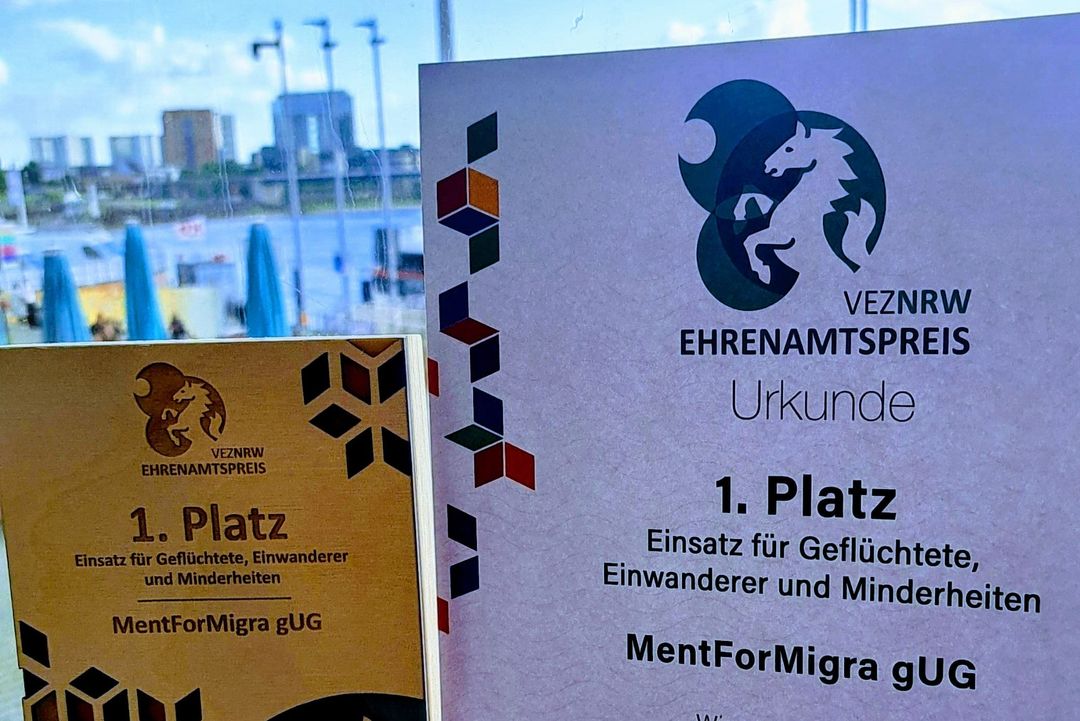 VEZNRW
EHRENAMTSPREIS
1. Platz
Einsatz für Geflüchtete, Einwanderer
und Minderheiten
MentForMigra gUG
VEZNRW
EHRENAMTSPREIS
Urkunde
1. Platz
Einsatz für Geflüchtete,
Einwanderer und Minderheiten
MentForMigra gUG